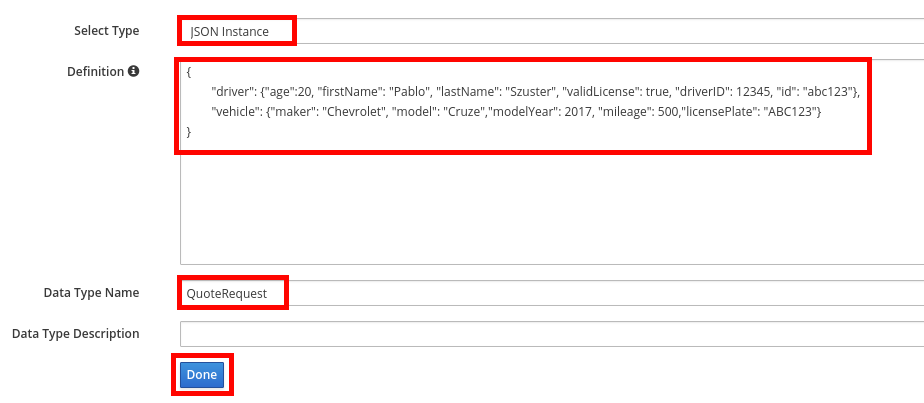 Select Type
JSON Instance
Definition
{
"driver": {"age":20, "firstName": "Pablo", "lastName": "Szuster", "validLicense": true, "driverID": 12345, "id": "abc123"},
"vehicle": {"maker": "Chevrolet", "model": "Cruze","modelYear": 2017, "mileage": 500,"licensePlate": "ABC123"}
}
Data Type Name
QuoteRequest
Data Type Description
Done